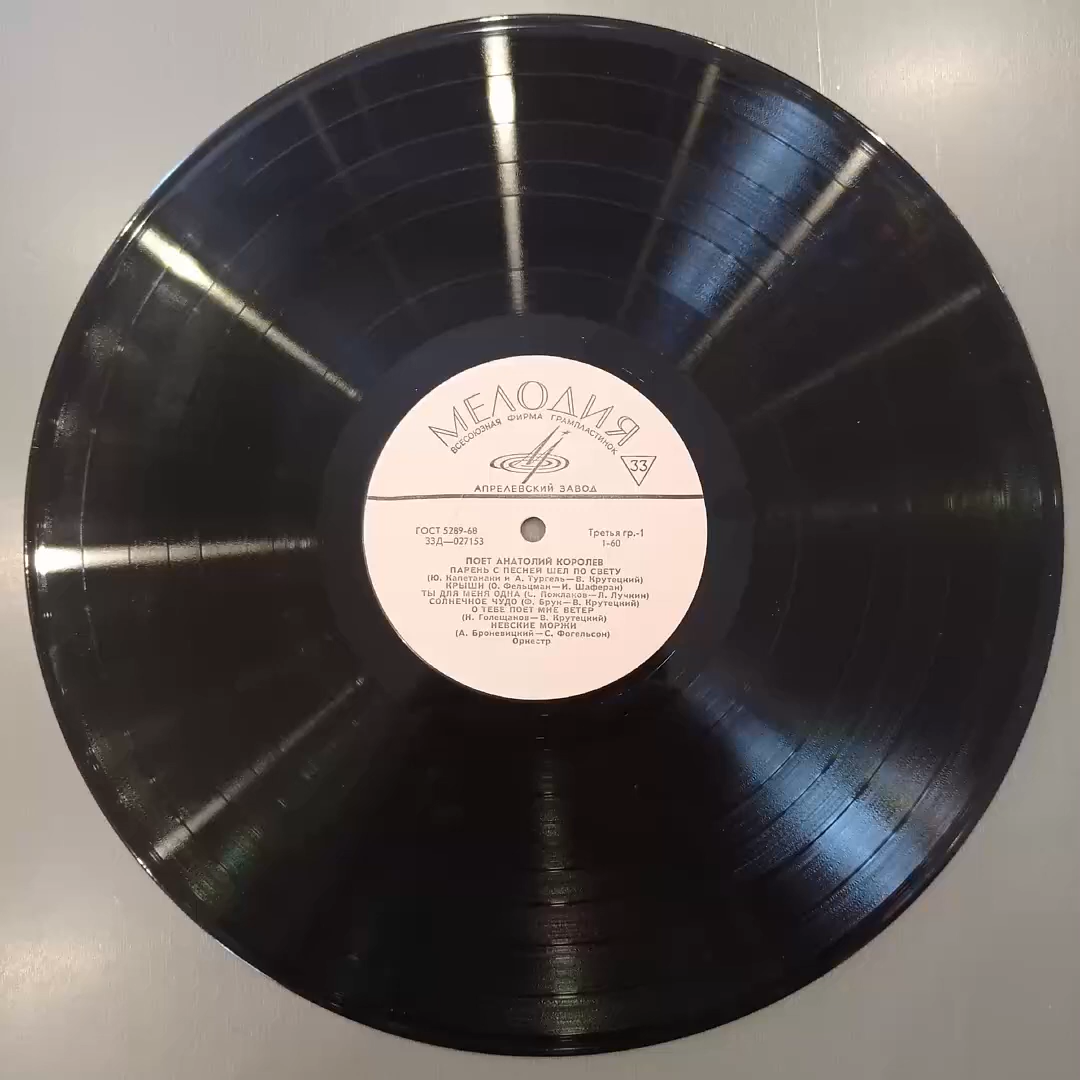 МЕЛОДИЯ
ВСЕСОЮЗНАЯ ФИРМА ГРАМПЛАСТИНОК
33
АПРЕЛЕВСКИЙ ЗАВОД
ГОСТ 5289-68 Третья гр.-1
33Д—027153 1-60
ПОЕТ АНАТОЛИЙ КОРОЛЕВ
ПАРЕНЬ С ПЕСНЕЙ ШЕЛ ПО СВЕТУ
(Ю. Капетанаки и А. Тургель—В. Крутецкий)
КРЫШИ (О. Фельцман—И. Шаферан)
ТЫ ДЛЯ МЕНЯ ОДНА (С. Пожлаков—Л. Лучкин)
СОЛНЕЧНОЕ ЧУДО (Ф. Брук—В. Крутецкий)
О ТЕБЕ ПОЕТ МНЕ ВЕТЕР
(Н. Голещанов—В. Крутецкий)
НЕВСКИЕ МОРЖИ
(А. Броневицкий—С. Фогельсон)
Оркестр